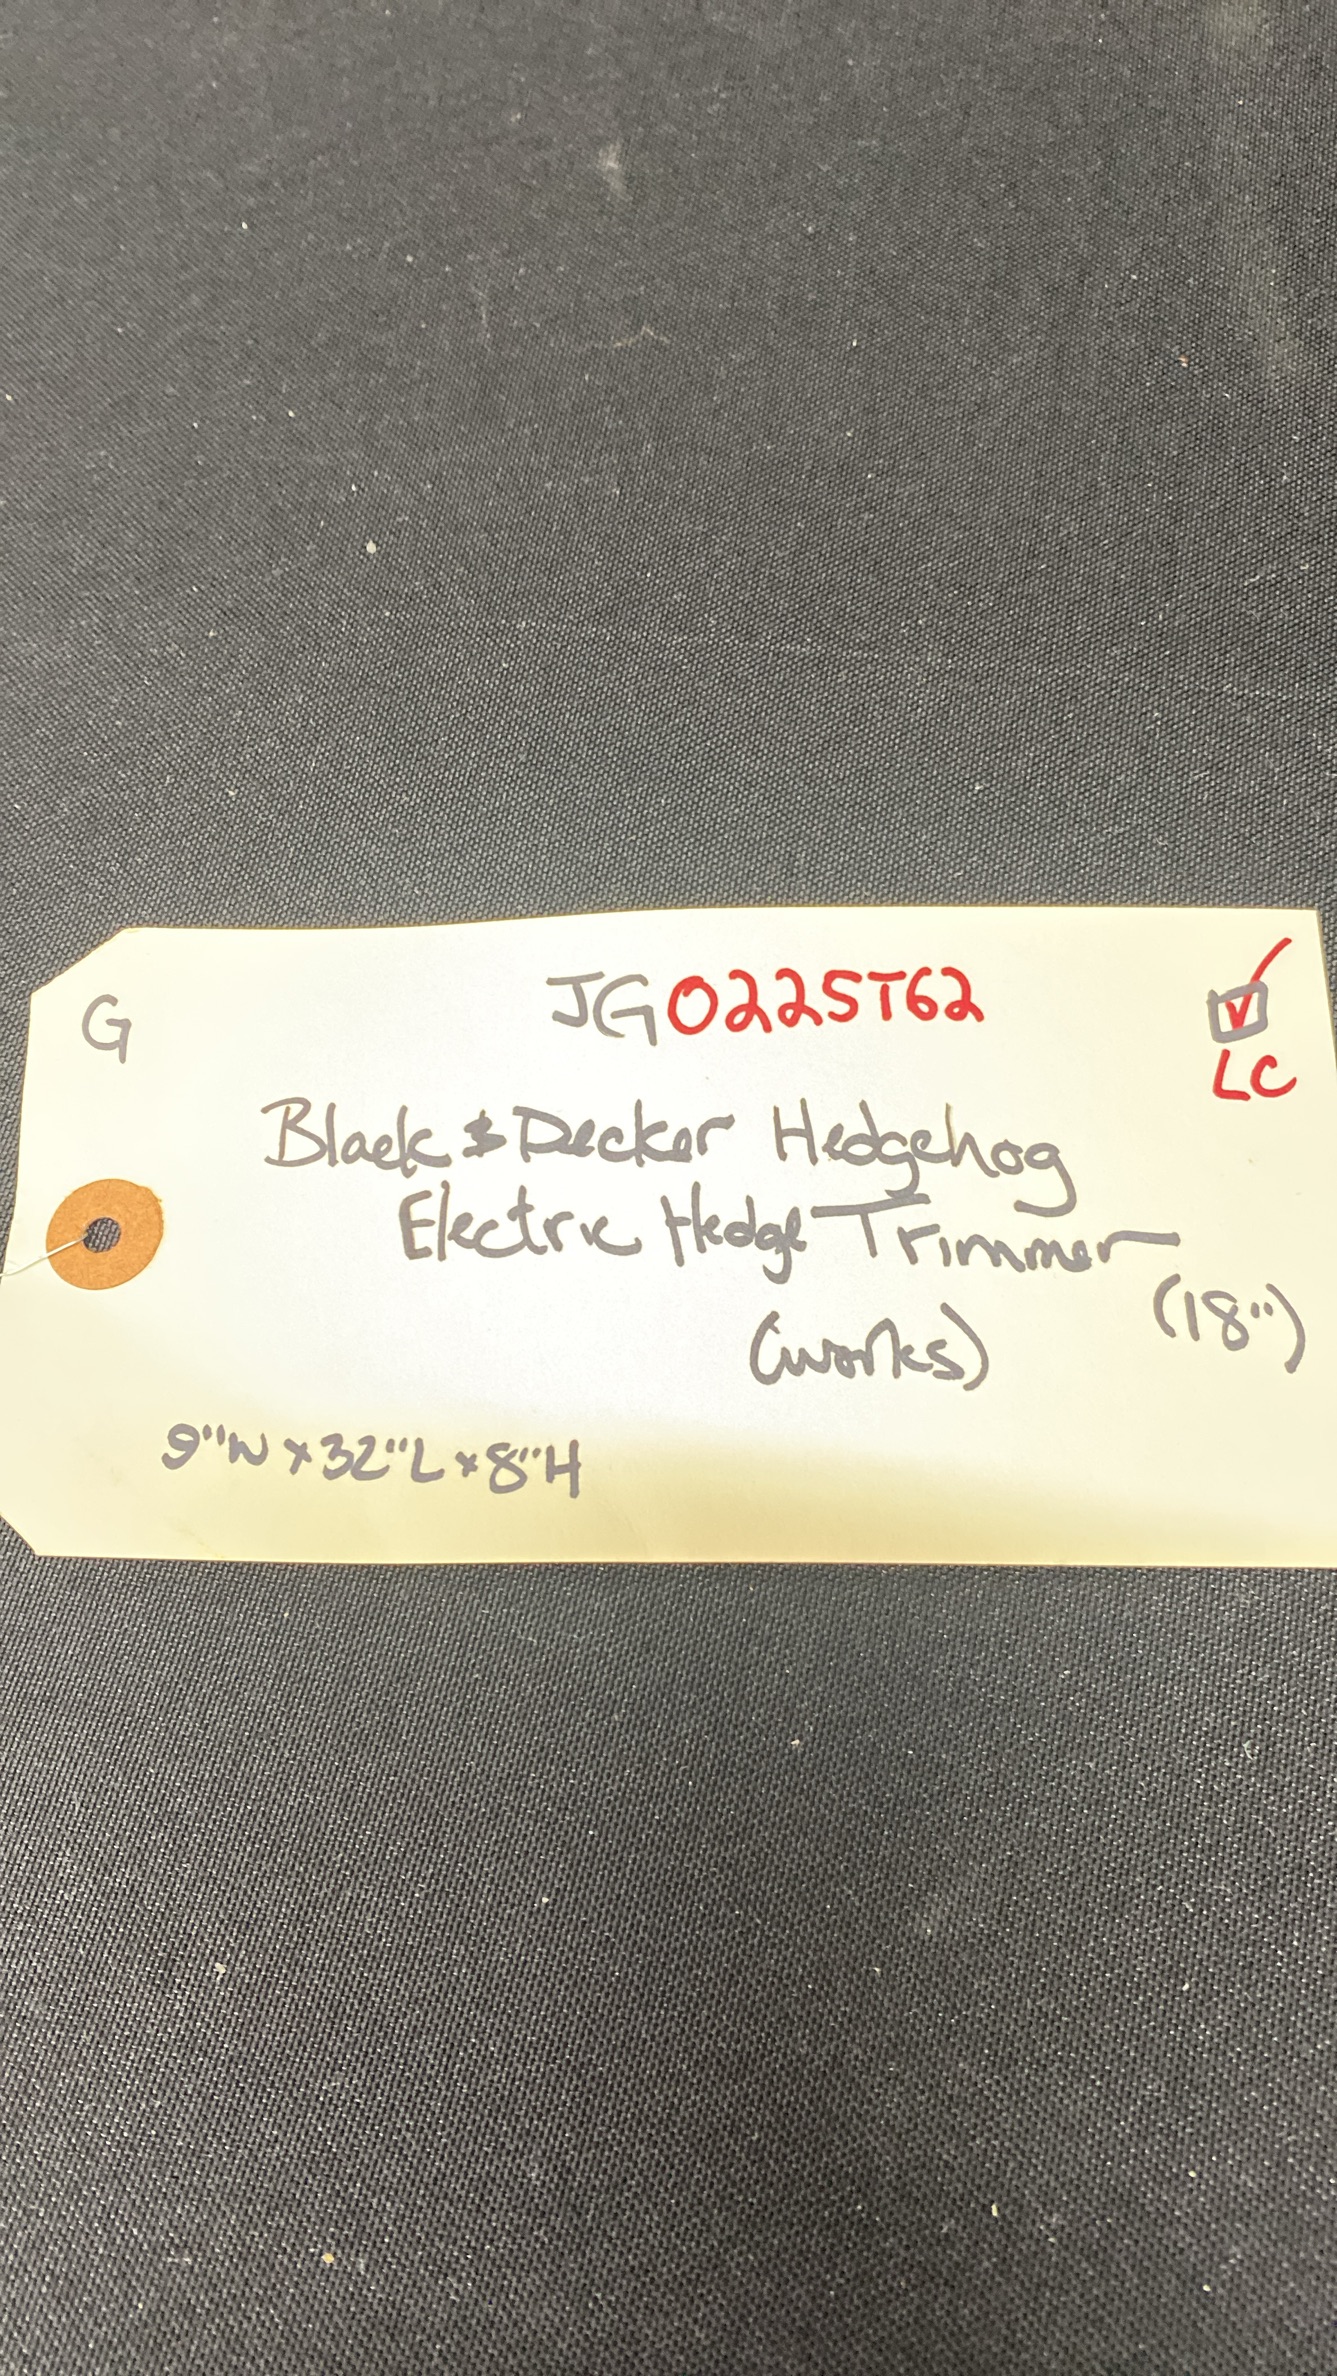 G JG0225T62 ☑
LC
Black & Decker Hedgehog
Electric Hedge Trimmer
(18")
(works)
9"W x 32"L x 8"H